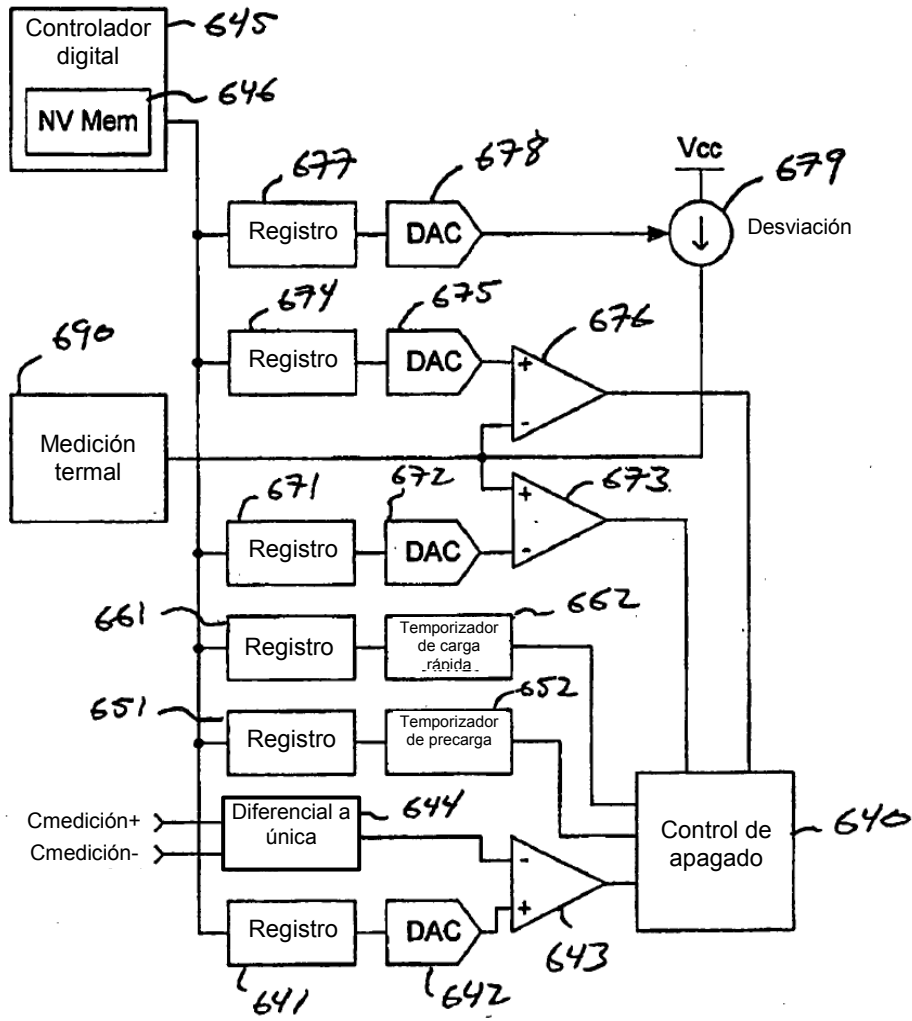 Controlador
digital
645
NV Mem
646
677
Registro
678
DAC
Vcc
679
Desviación
674
Registro
675
DAC
676
+
-
690
Medición
termal
671
Registro
672
DAC
673
+
-
661
Registro
662
Temporizador
de carga
rápida
651
Registro
652
Temporizador
de precarga
Cmedición+
Cmedición-
Diferencial a
única
644
-
+
643
Control de
apagado
640
Registro
641
DAC
642